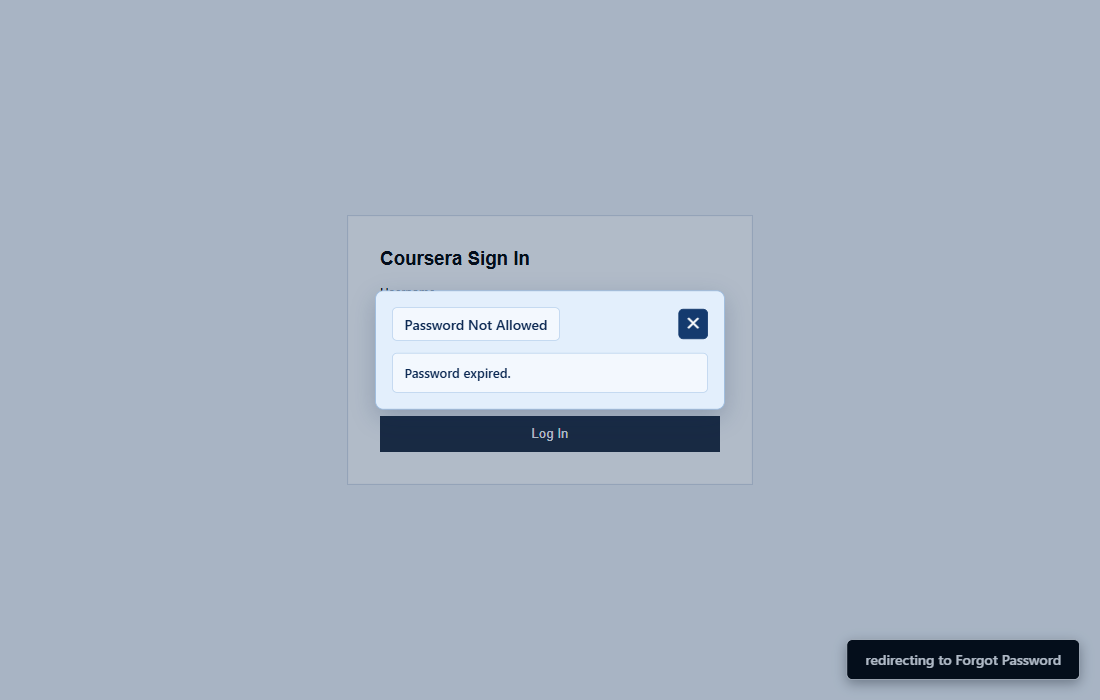 Coursera Sign In
Password Not Allowed
Password expired.
Log In
redirecting to Forgot Password